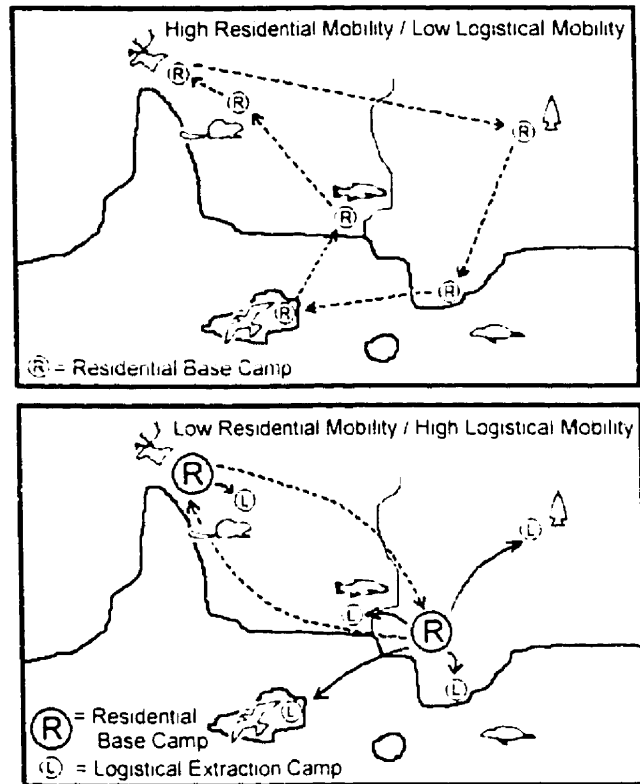 High Residential Mobility / Low Logistical Mobility
R
R
R
R
R
R
R = Residential Base Camp
Low Residential Mobility / High Logistical Mobility
R
L
L
L
R
L
L
R = Residential
Base Camp
L = Logistical Extraction Camp